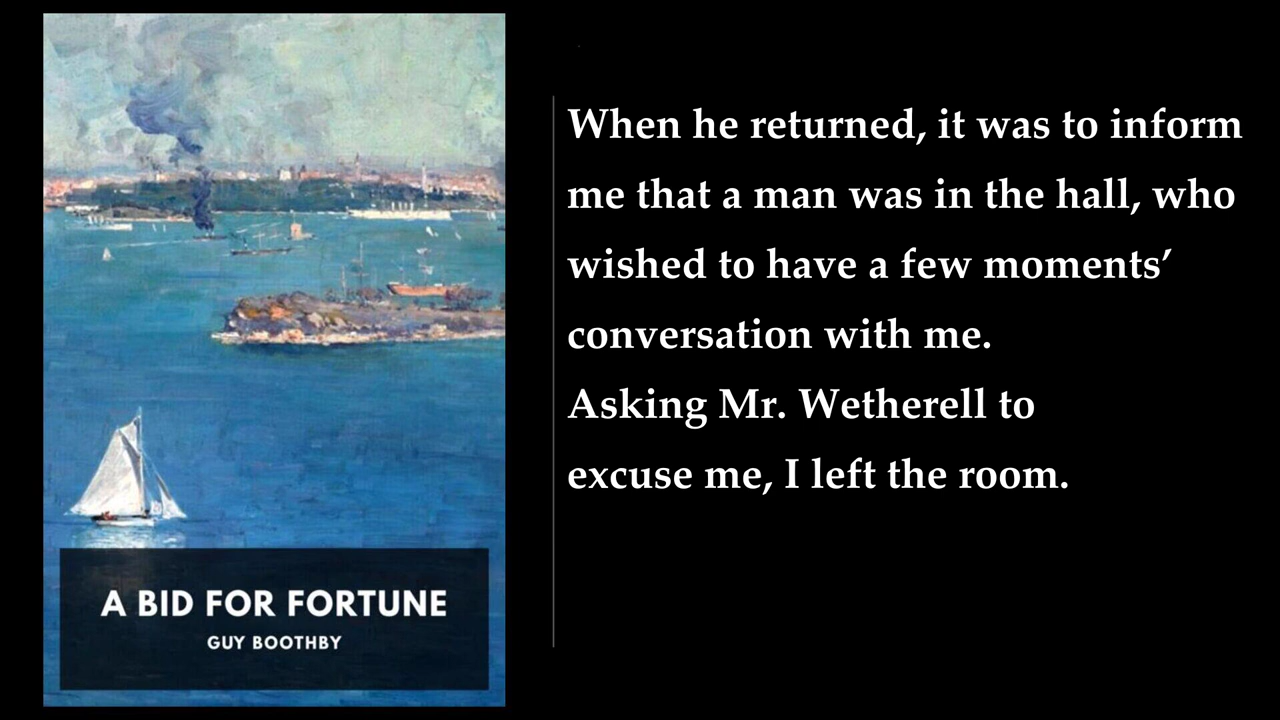 When he returned, it was to inform
me that a man was in the hall, who
wished to have a few moments’
conversation with me.
Asking Mr. Wetherell to
excuse me, I left the room.
A BID FOR FORTUNE
GUY BOOTHBY